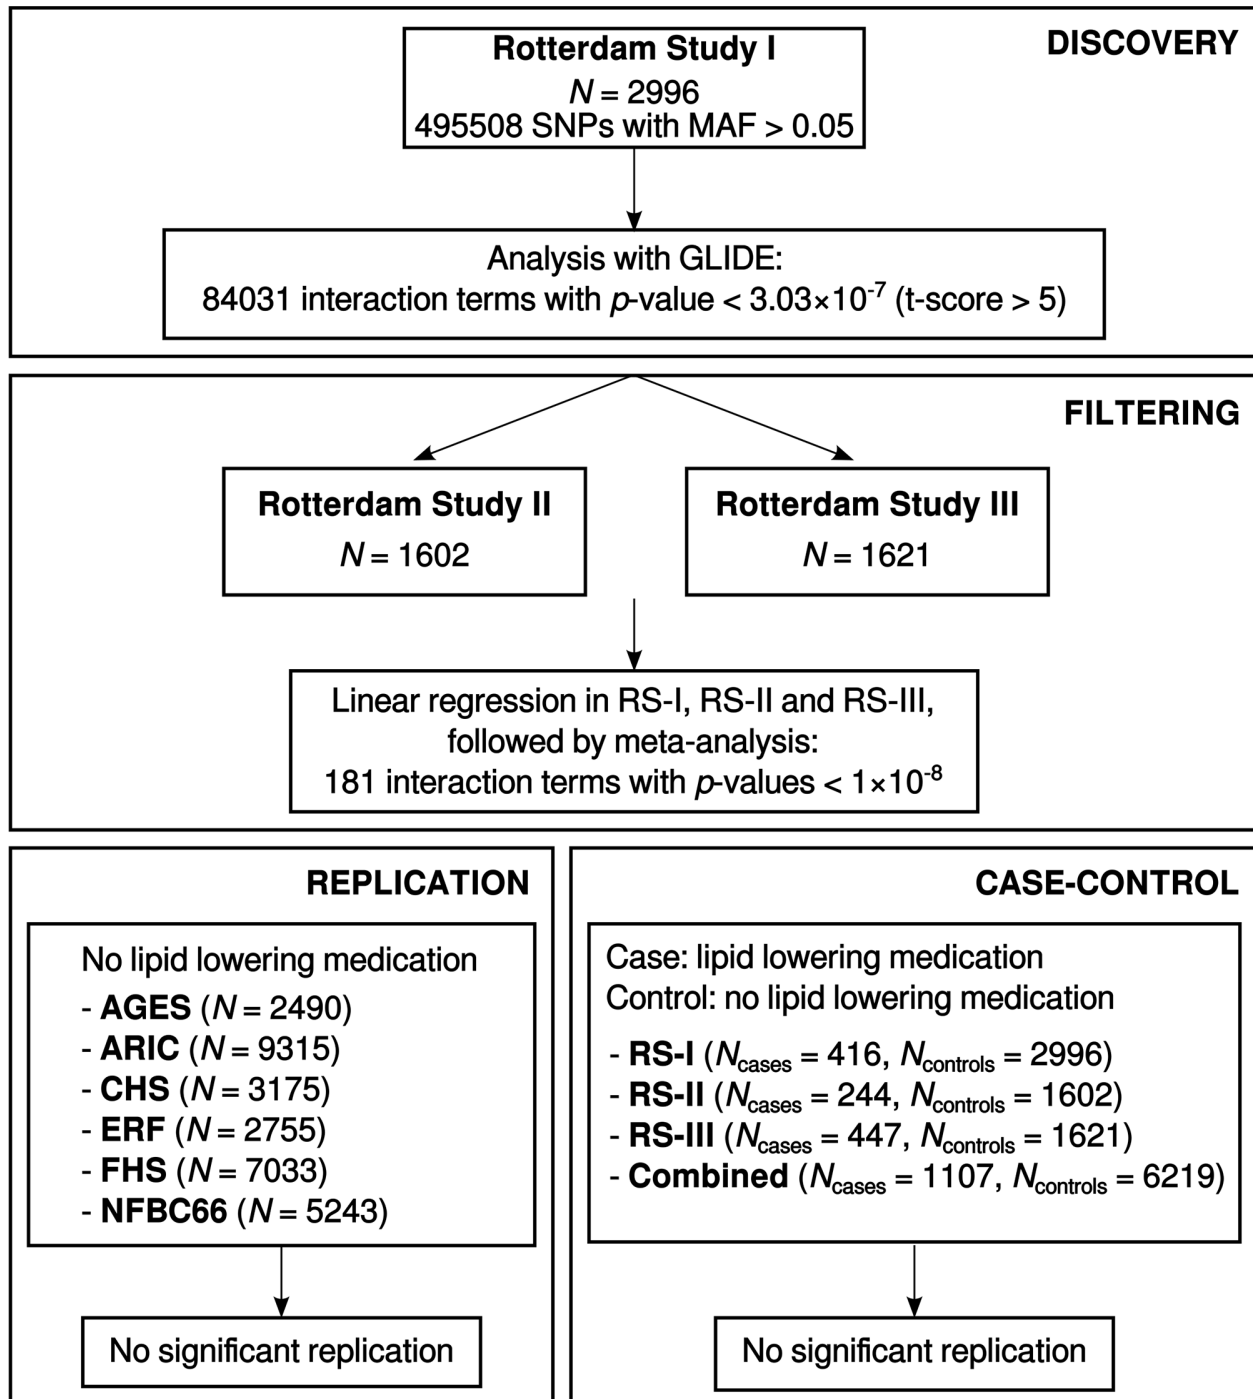 DISCOVERY
Rotterdam Study I
N = 2996
495508 SNPs with MAF > 0.05
Analysis with GLIDE:
84031 interaction terms with p-value < 3.03×10⁻⁷ (t-score > 5)
FILTERING
Rotterdam Study II
N = 1602
Rotterdam Study III
N = 1621
Linear regression in RS-I, RS-II and RS-III,
followed by meta-analysis:
181 interaction terms with p-values < 1×10⁻⁸
REPLICATION
No lipid lowering medication
- AGES (N = 2490)
- ARIC (N = 9315)
- CHS (N = 3175)
- ERF (N = 2755)
- FHS (N = 7033)
- NFBC66 (N = 5243)
No significant replication
CASE-CONTROL
Case: lipid lowering medication
Control: no lipid lowering medication
- RS-I (Ncases = 416, Ncontrols = 2996)
- RS-II (Ncases = 244, Ncontrols = 1602)
- RS-III (Ncases = 447, Ncontrols = 1621)
- Combined (Ncases = 1107, Ncontrols = 6219)
No significant replication